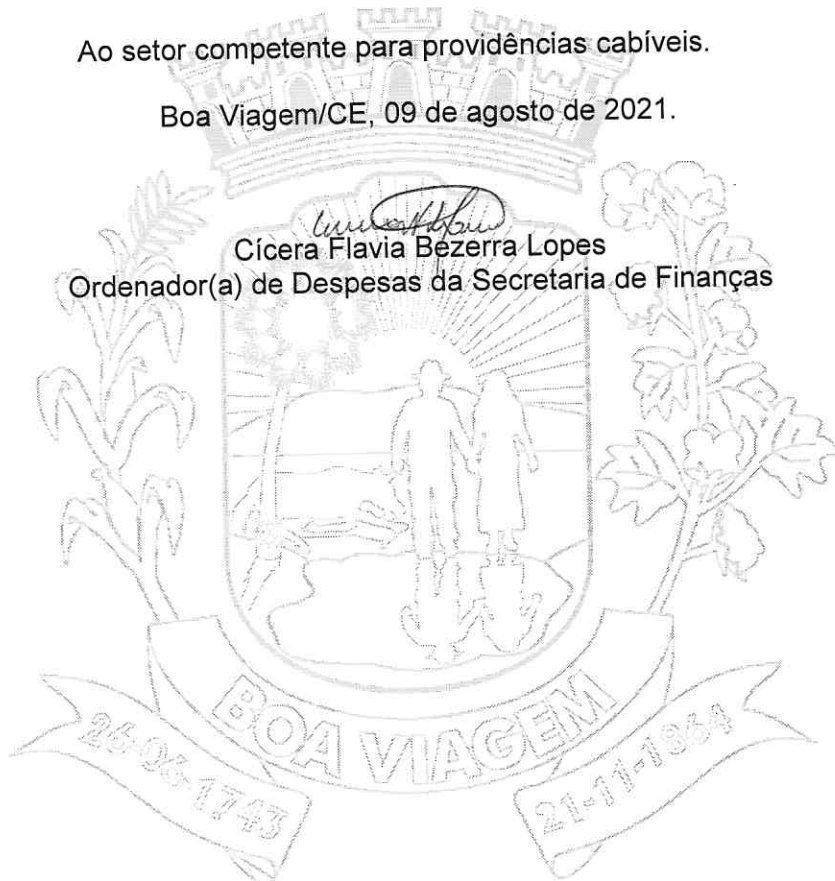 Ao setor competente para providências cabíveis.
Boa Viagem/CE, 09 de agosto de 2021.
Cícera Flavia Bezerra Lopes
Ordenador(a) de Despesas da Secretaria de Finanças
BOA VIAGEM
26-06-1743
21-11-1864